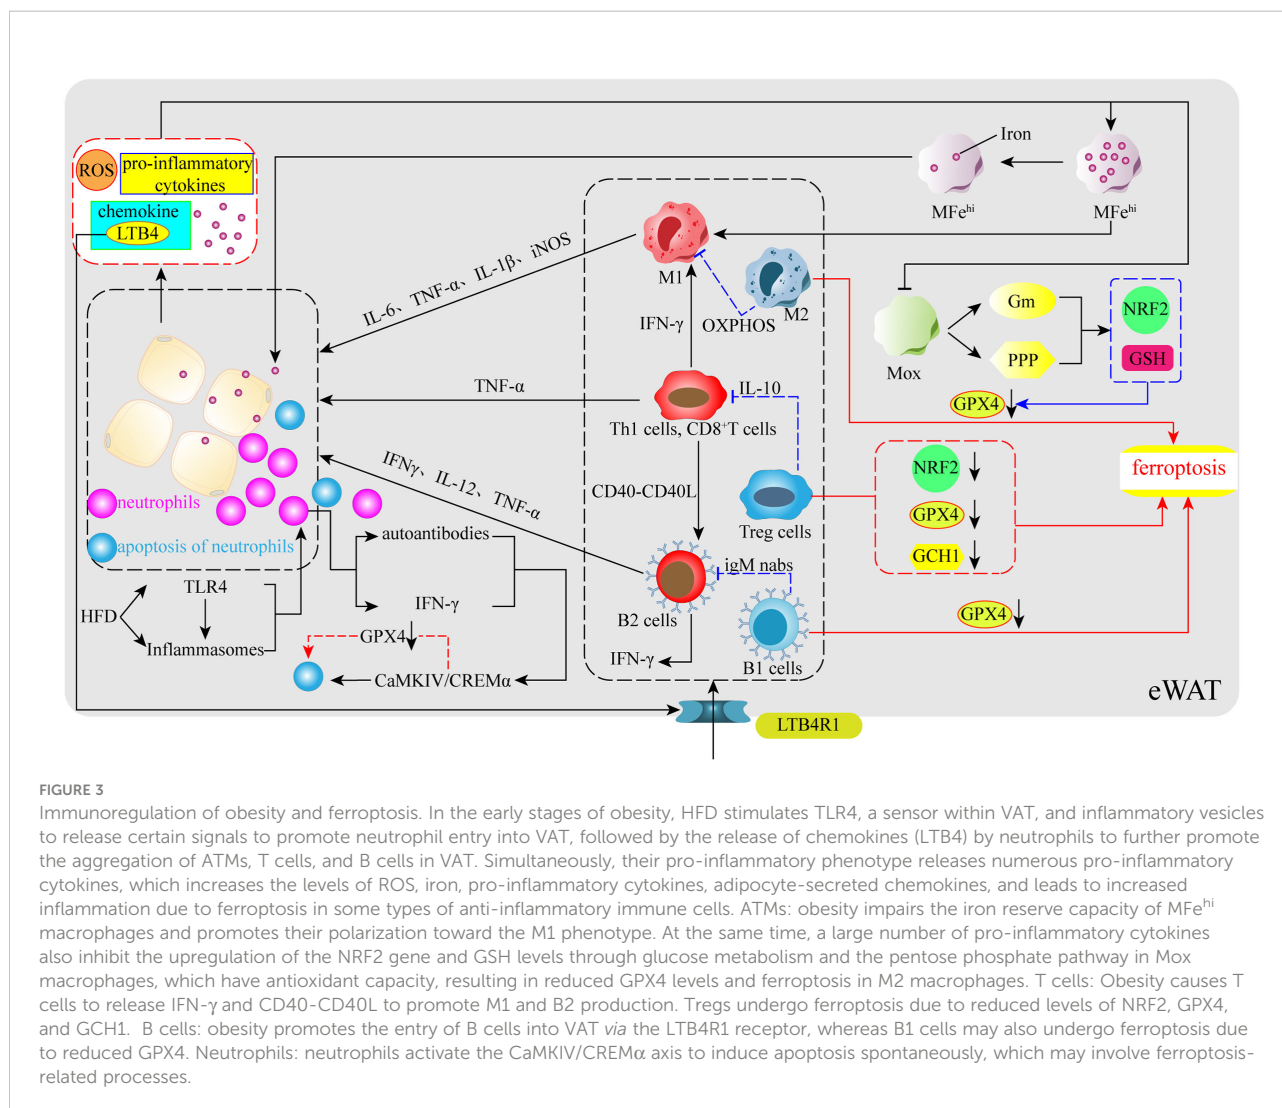 ROS
pro-inflammatory
cytokines
chemokine
LTB4
Iron
MFeʰⁱ
MFeʰⁱ
M1
M2
IL-6、TNF-α、IL-1β、iNOS
IFN-γ
OXPHOS
Mox
Gm
PPP
NRF2
GSH
GPX4
TNF-α
IL-10
Th1 cells, CD8⁺T cells
ferroptosis
IFNγ、IL-12、TNF-α
CD40-CD40L
Treg cells
NRF2
GPX4
GCH1
neutrophils
apoptosis of neutrophils
autoantibodies
igM nabs
TLR4
HFD
Inflammasomes
IFN-γ
GPX4
CaMKIV/CREMα
B2 cells
IFN-γ
B1 cells
GPX4
eWAT
LTB4R1
FIGURE 3
Immunoregulation of obesity and ferroptosis. In the early stages of obesity, HFD stimulates TLR4, a sensor within VAT, and inflammatory vesicles
to release certain signals to promote neutrophil entry into VAT, followed by the release of chemokines (LTB4) by neutrophils to further promote
the aggregation of ATMs, T cells, and B cells in VAT. Simultaneously, their pro-inflammatory phenotype releases numerous pro-inflammatory
cytokines, which increases the levels of ROS, iron, pro-inflammatory cytokines, adipocyte-secreted chemokines, and leads to increased
inflammation due to ferroptosis in some types of anti-inflammatory immune cells. ATMs: obesity impairs the iron reserve capacity of MFeʰⁱ
macrophages and promotes their polarization toward the M1 phenotype. At the same time, a large number of pro-inflammatory cytokines
also inhibit the upregulation of the NRF2 gene and GSH levels through glucose metabolism and the pentose phosphate pathway in Mox
macrophages, which have antioxidant capacity, resulting in reduced GPX4 levels and ferroptosis in M2 macrophages. T cells: Obesity causes T
cells to release IFN-γ and CD40-CD40L to promote M1 and B2 production. Tregs undergo ferroptosis due to reduced levels of NRF2, GPX4,
and GCH1. B cells: obesity promotes the entry of B cells into VAT via the LTB4R1 receptor, whereas B1 cells may also undergo ferroptosis due
to reduced GPX4. Neutrophils: neutrophils activate the CaMKIV/CREMα axis to induce apoptosis spontaneously, which may involve ferroptosis-
related processes.